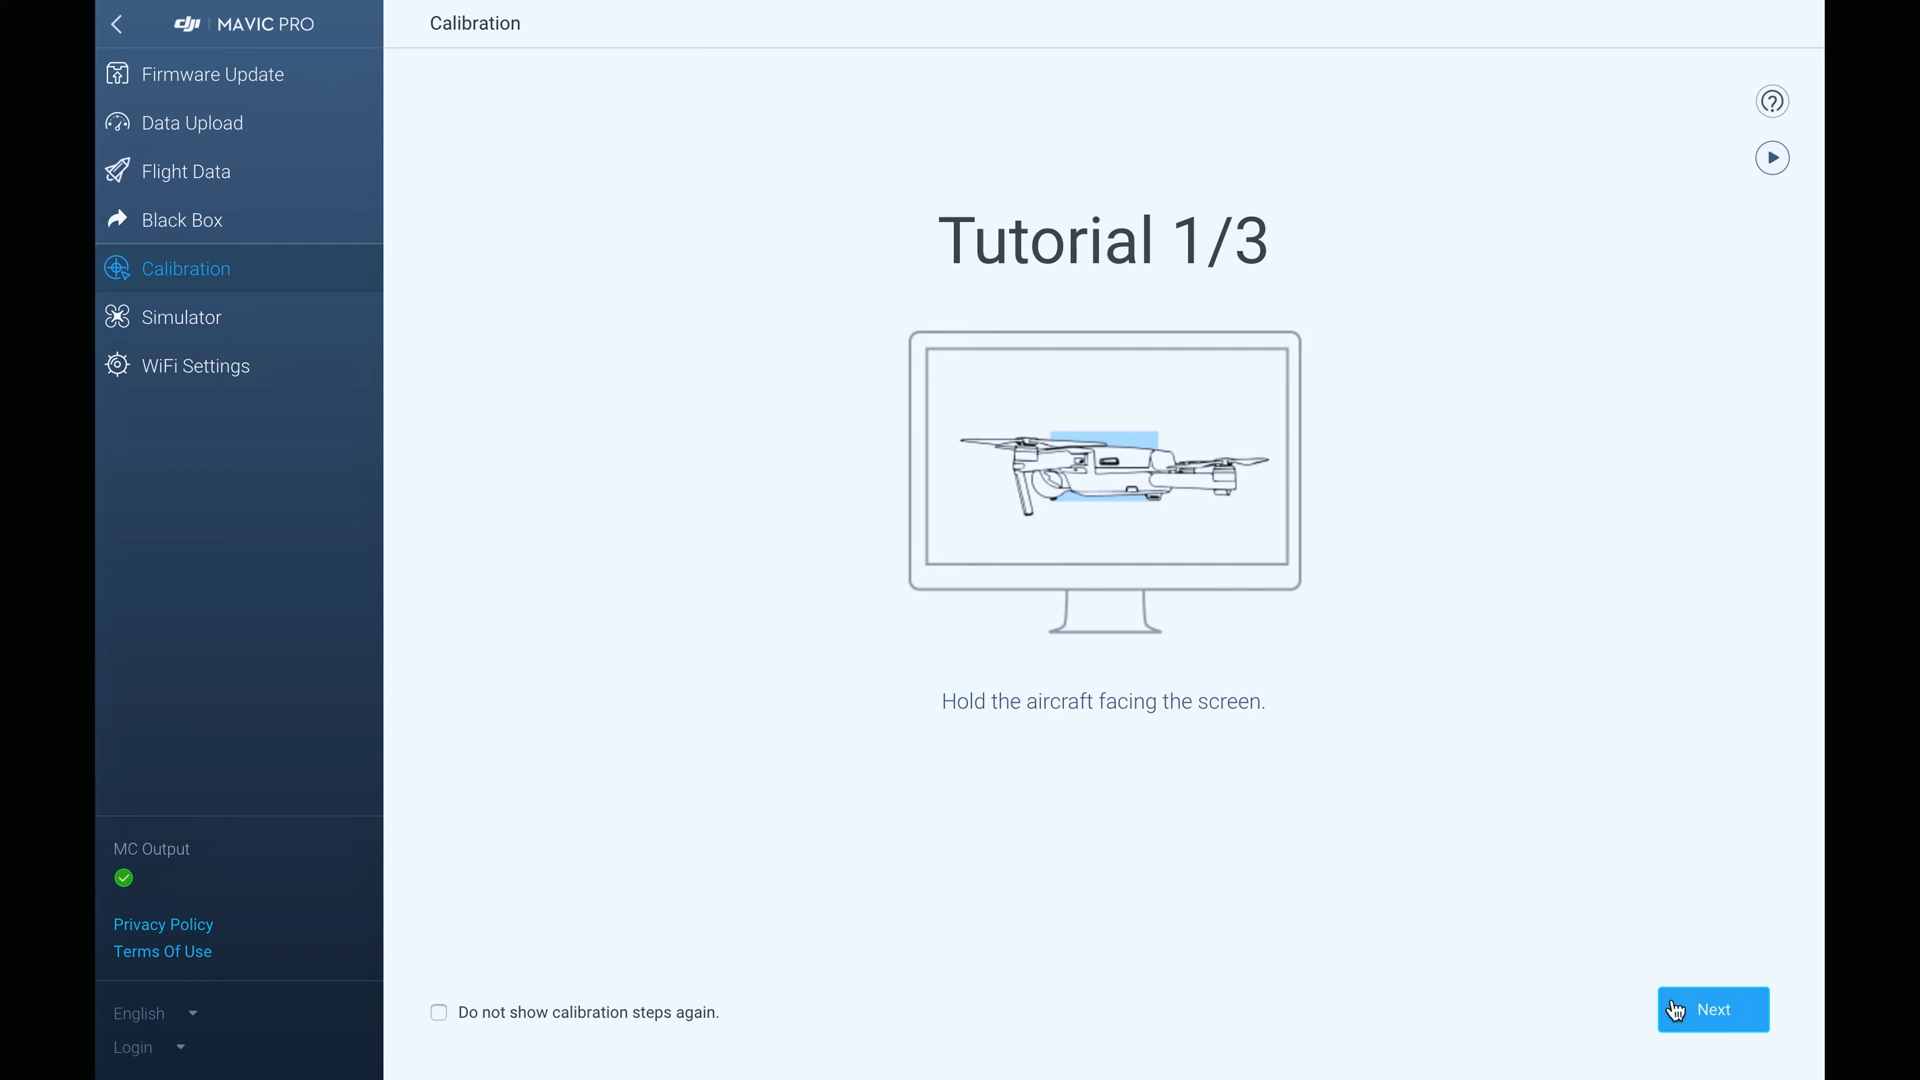 dji MAVIC PRO
Firmware Update
Data Upload
Flight Data
Black Box
Calibration
Simulator
WiFi Settings
MC Output
Privacy Policy
Terms Of Use
English
Login
Calibration
?
Tutorial 1/3
Hold the aircraft facing the screen.
Do not show calibration steps again.
Next